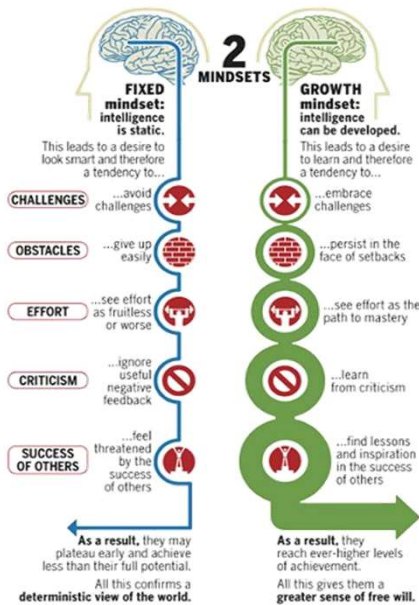 2
MINDSETS
FIXED
mindset:
intelligence
is static.
This leads to a desire to
look smart and therefore
a tendency to...
GROWTH
mindset:
intelligence
can be developed.
This leads to a desire
to learn and therefore
a tendency to...
CHALLENGES
...avoid
challenges
...embrace
challenges
OBSTACLES
...give up
easily
...persist in the
face of setbacks
EFFORT
...see effort
as fruitless
or worse
...see effort as the
path to mastery
CRITICISM
...ignore
useful
negative
feedback
...learn
from criticism
SUCCESS
OF OTHERS
...feel
threatened
by the
success
of others
...find lessons
and inspiration
in the success
of others
As a result, they may
plateau early and achieve
less than their full potential.
All this confirms a
deterministic view of the world.
As a result, they
reach ever-higher levels
of achievement.
All this gives them a
greater sense of free will.